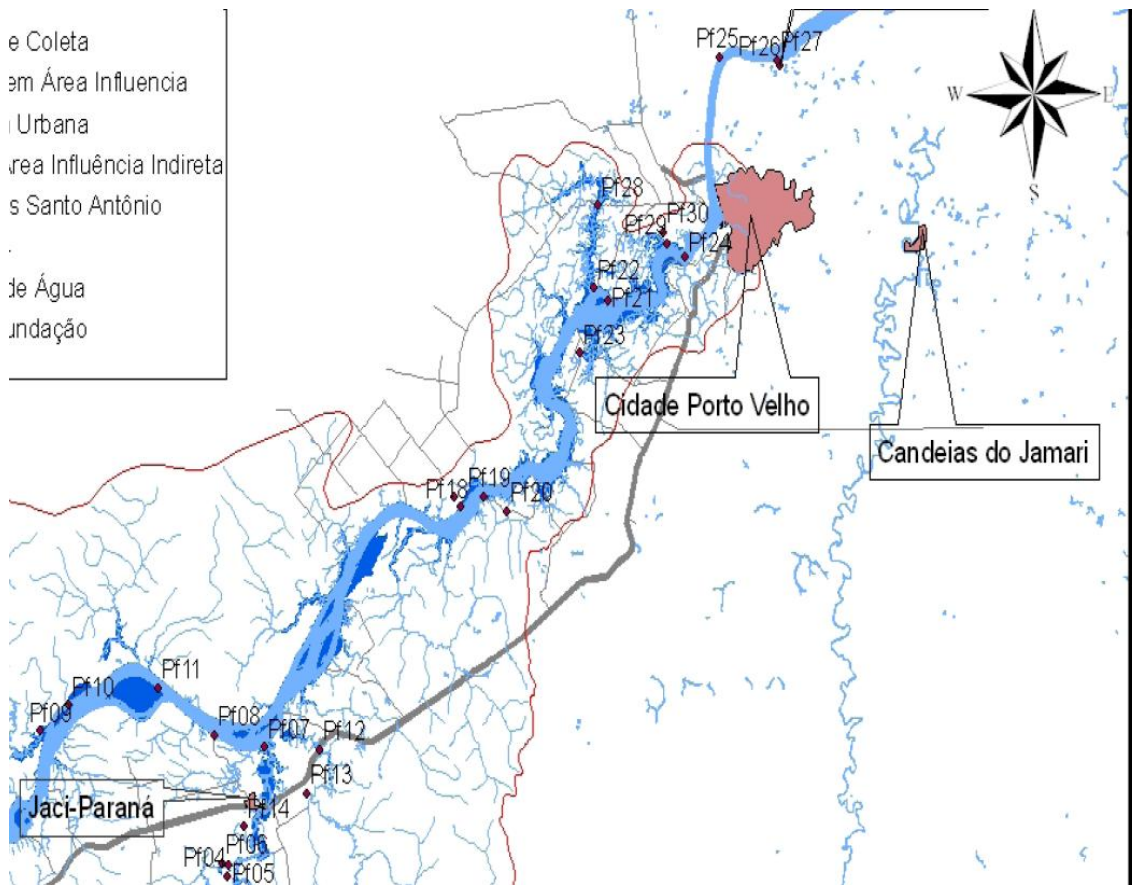 e Coleta
em Área Influencia
Urbana
Área Influência Indireta
s Santo Antônio
de Água
undação
Pf25
Pf26
Pf27
W
E
S
Pf28
Pf29
Pf30
Pf24
Pf22
Pf21
Pf23
Cidade Porto Velho
Candeias do Jamari
Pf18
Pf19
Pf20
Pf11
Pf10
Pf09
Pf08
Pf07
Pf12
Pf13
Jaci-Paraná
Pf14
Pf06
Pf04
Pf05